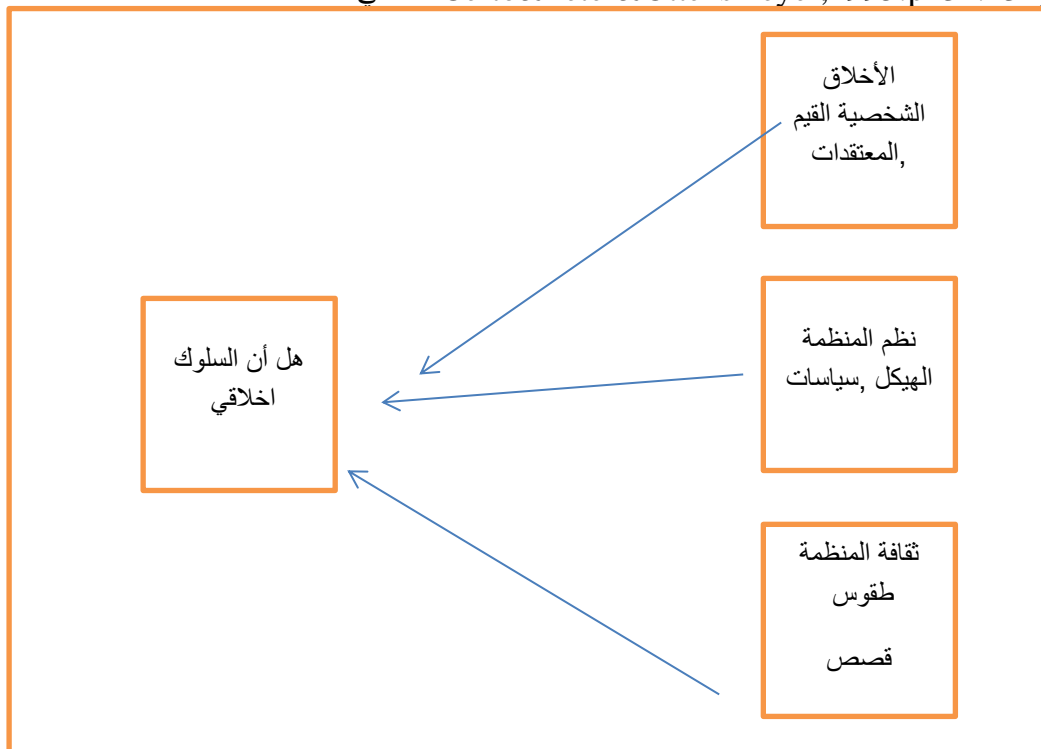 الأخلاق
الشخصية القيم
,المعتقدات
نظم المنظمة
الهيكل ,سياسات
هل أن السلوك
اخلاقي
ثقافة المنظمة
طقوس
قصص